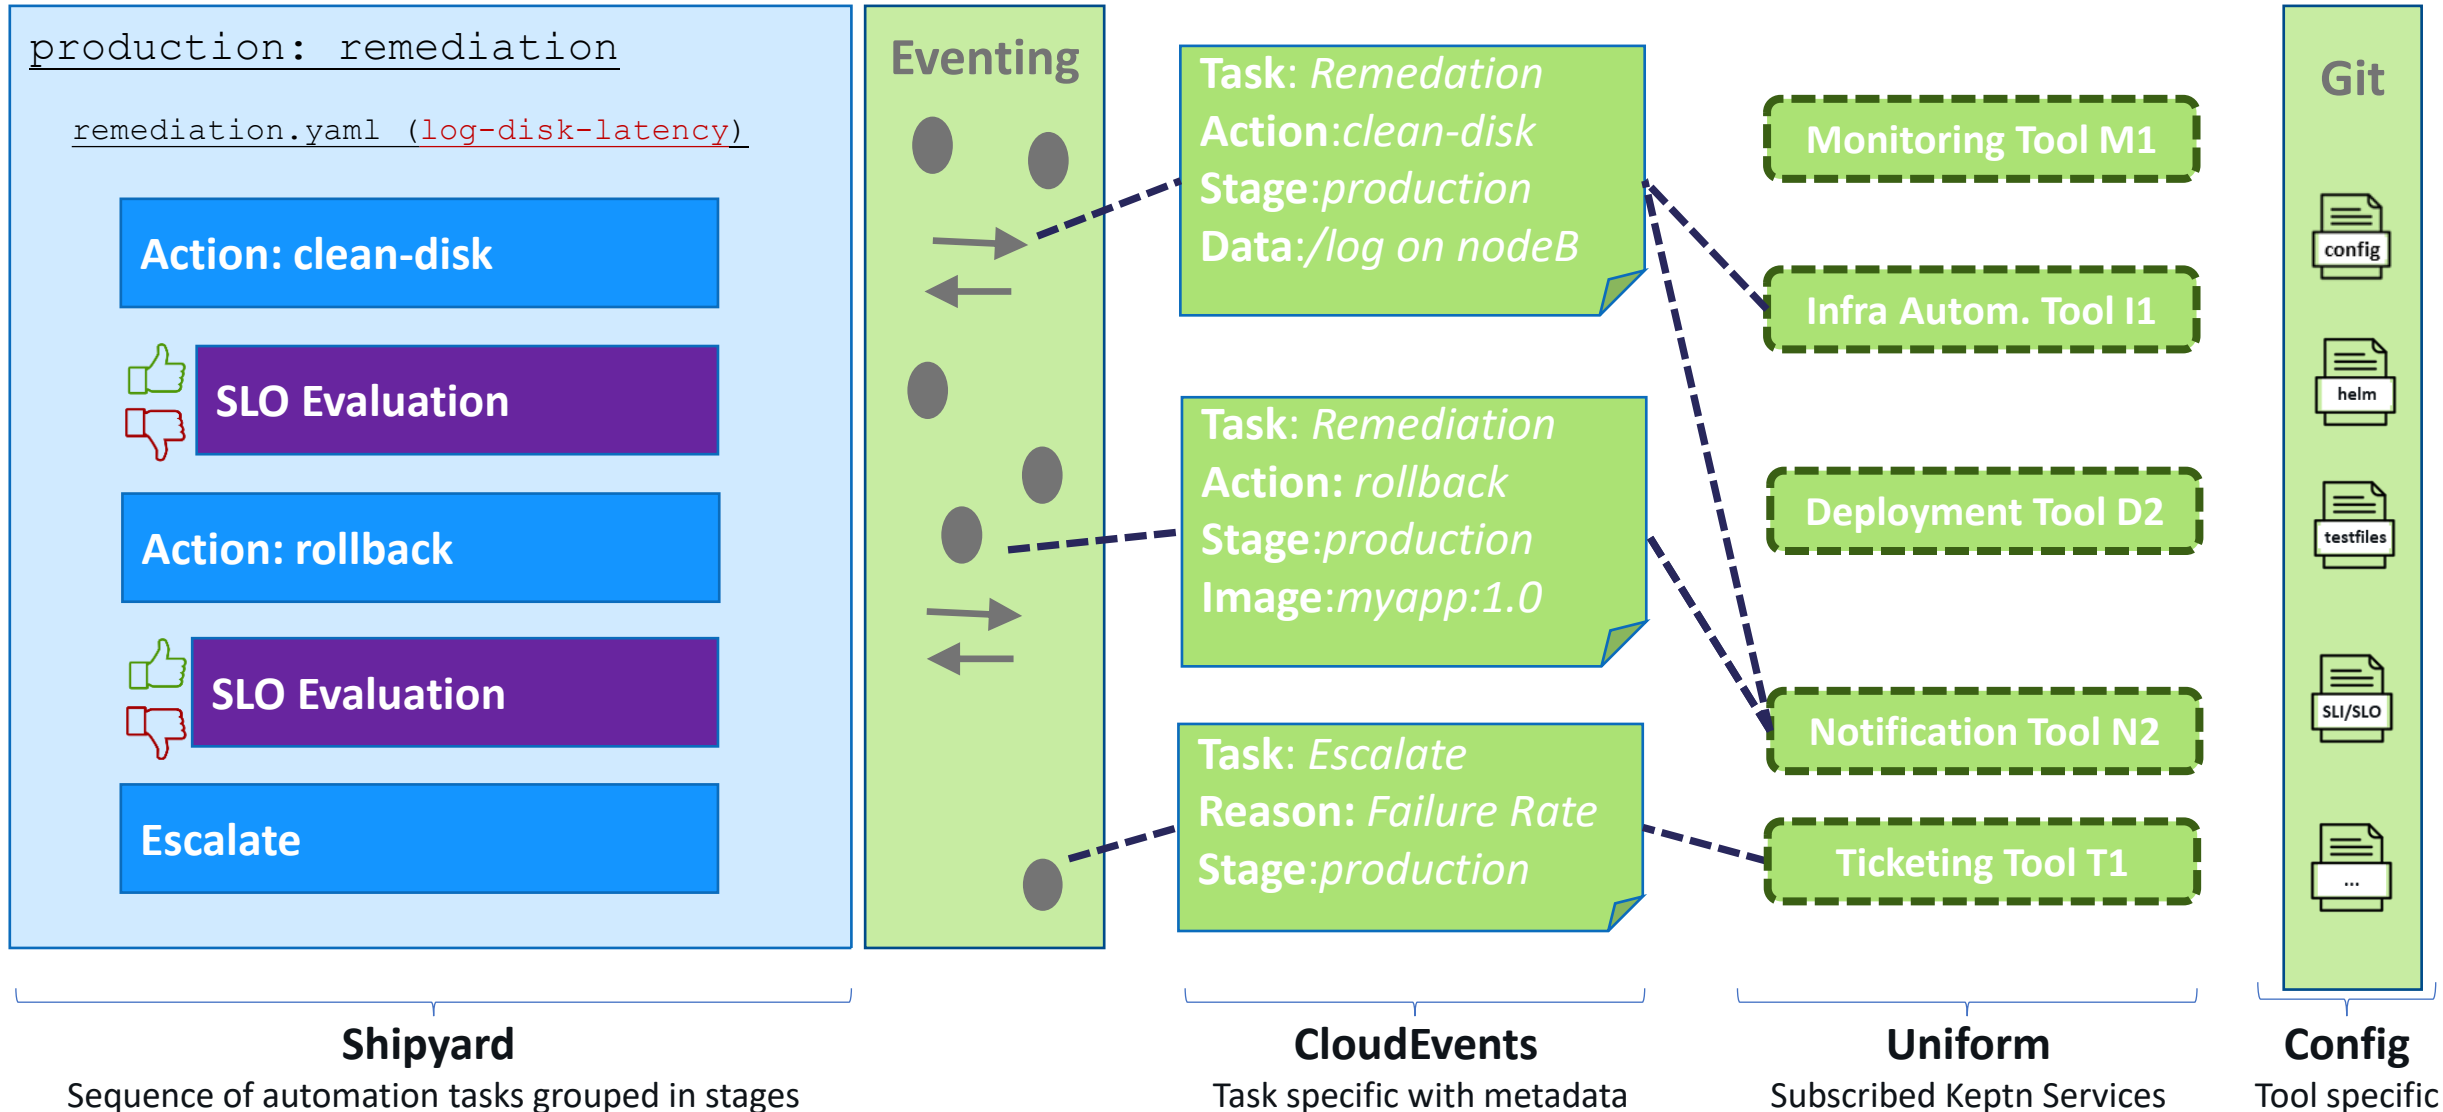 production: remediation
remediation.yaml (log-disk-latency)
Action: clean-disk
SLO Evaluation
Action: rollback
SLO Evaluation
Escalate
Eventing
Task: Remedation
Action:clean-disk
Stage:production
Data:/log on nodeB
Task: Remediation
Action: rollback
Stage:production
Image:myapp:1.0
Task: Escalate
Reason: Failure Rate
Stage:production
Monitoring Tool M1
Infra Autom. Tool I1
Deployment Tool D2
Notification Tool N2
Ticketing Tool T1
Git
config
helm
testfiles
SLI/SLO
...
Shipyard
Sequence of automation tasks grouped in stages
CloudEvents
Task specific with metadata
Uniform
Subscribed Keptn Services
Config
Tool specific